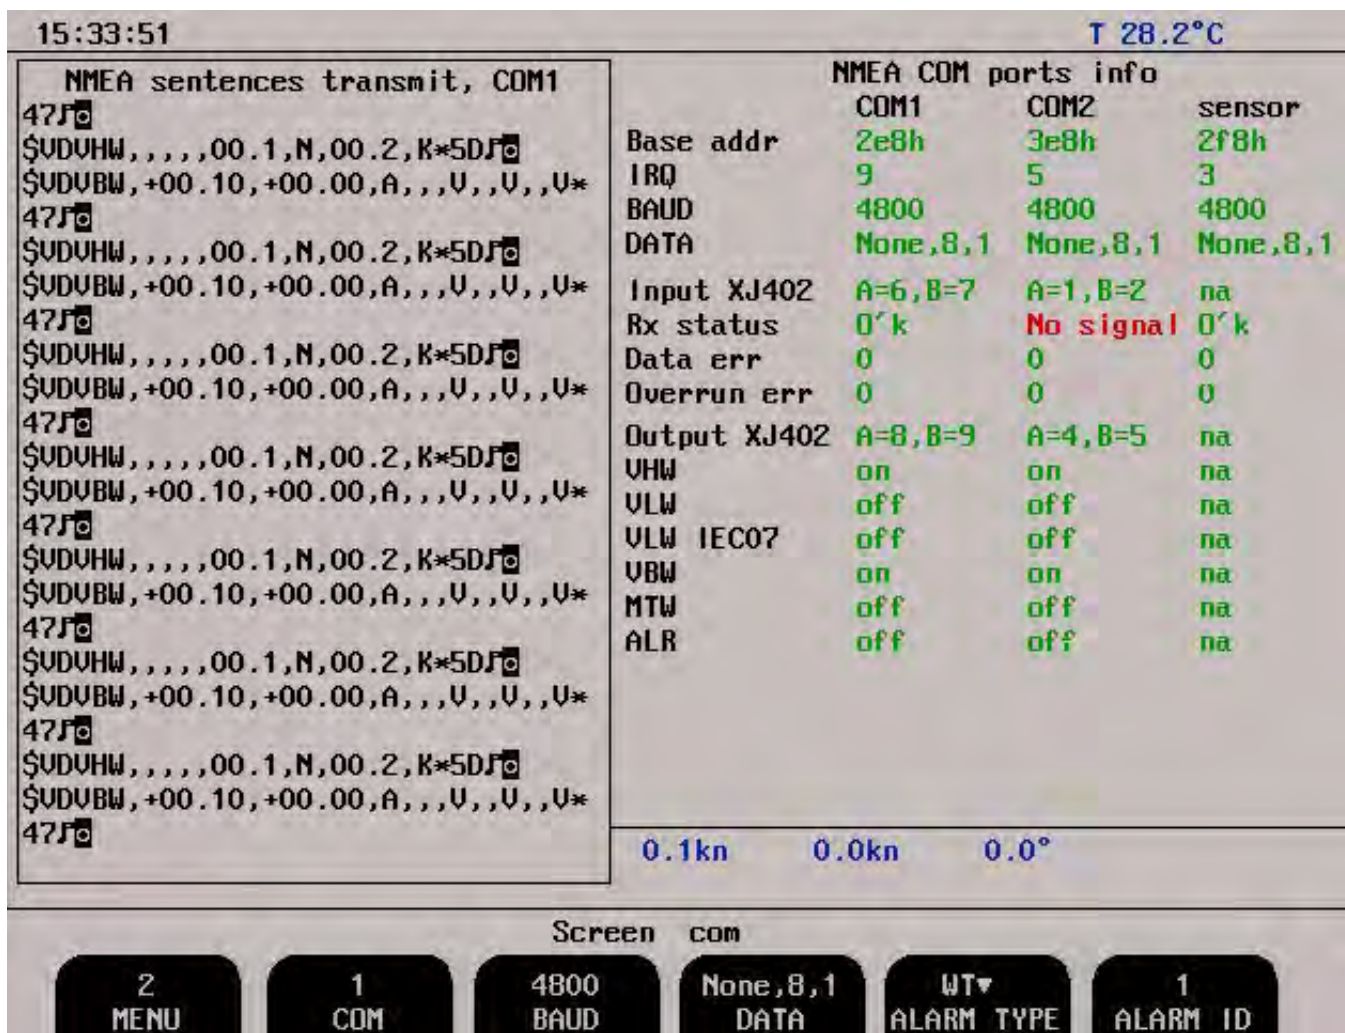 15:33:51
T 28.2°C
NMEA sentences transmit, COM1
47♪◙
$VDVHW,,,,,00.1,N,00.2,K*5D♪◙
$VDVBW,+00.10,+00.00,A,,,V,,V,,V*
47♪◙
$VDVHW,,,,,00.1,N,00.2,K*5D♪◙
$VDVBW,+00.10,+00.00,A,,,V,,V,,V*
47♪◙
$VDVHW,,,,,00.1,N,00.2,K*5D♪◙
$VDVBW,+00.10,+00.00,A,,,V,,V,,V*
47♪◙
$VDVHW,,,,,00.1,N,00.2,K*5D♪◙
$VDVBW,+00.10,+00.00,A,,,V,,V,,V*
47♪◙
$VDVHW,,,,,00.1,N,00.2,K*5D♪◙
$VDVBW,+00.10,+00.00,A,,,V,,V,,V*
47♪◙
$VDVHW,,,,,00.1,N,00.2,K*5D♪◙
$VDVBW,+00.10,+00.00,A,,,V,,V,,V*
47♪◙
$VDVHW,,,,,00.1,N,00.2,K*5D♪◙
$VDVBW,+00.10,+00.00,A,,,V,,V,,V*
47♪◙
NMEA COM ports info
COM1 COM2 sensor
Base addr 2e8h 3e8h 2f8h
IRQ 9 5 3
BAUD 4800 4800 4800
DATA None,8,1 None,8,1 None,8,1
Input XJ402 A=6,B=7 A=1,B=2 na
Rx status O´k No signal O´k
Data err 0 0 0
Overrun err 0 0 0
Output XJ402 A=8,B=9 A=4,B=5 na
VHW on on na
VLW off off na
VLW IEC07 off off na
VBW on on na
MTW off off na
ALR off off na
0.1kn 0.0kn 0.0°
Screen com
2 1 4800 None,8,1 WT▾ 1
MENU COM BAUD DATA ALARM TYPE ALARM ID